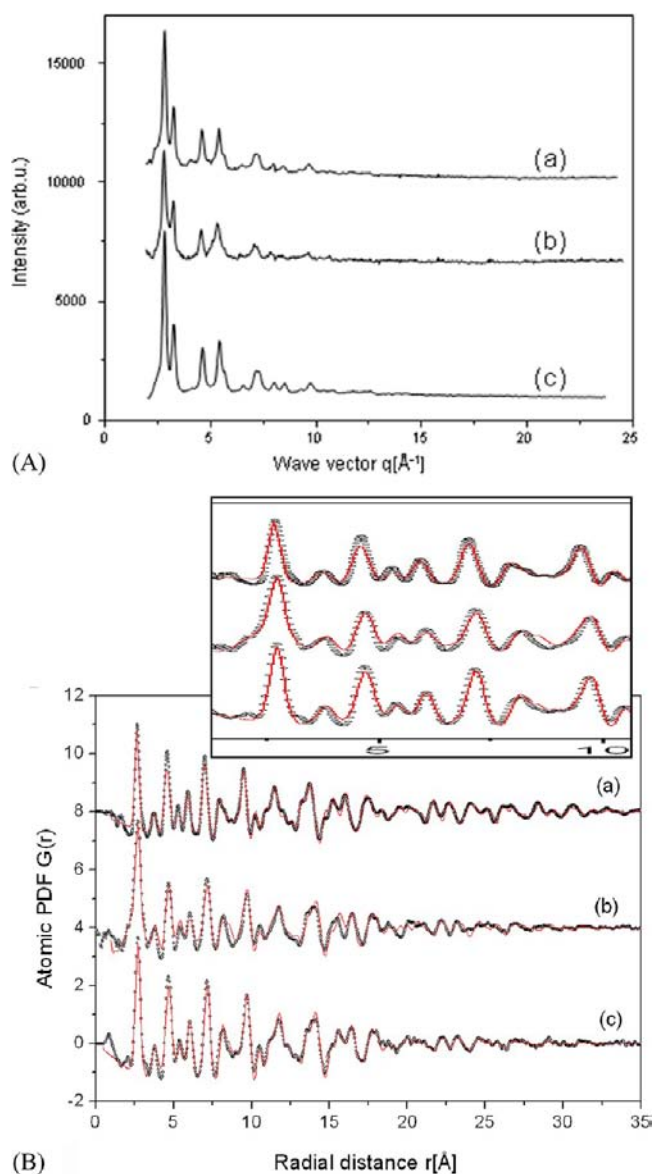 15000
10000
5000
0
Intensity (arb.u.)
(a)
(b)
(c)
0 5 10 15 20 25
(A)
Wave vector q[Å⁻¹]
5 10
12
10
8
6
4
2
0
-2
Atomic PDF G(r)
(a)
(b)
(c)
0 5 10 15 20 25 30 35
(B)
Radial distance r[Å]